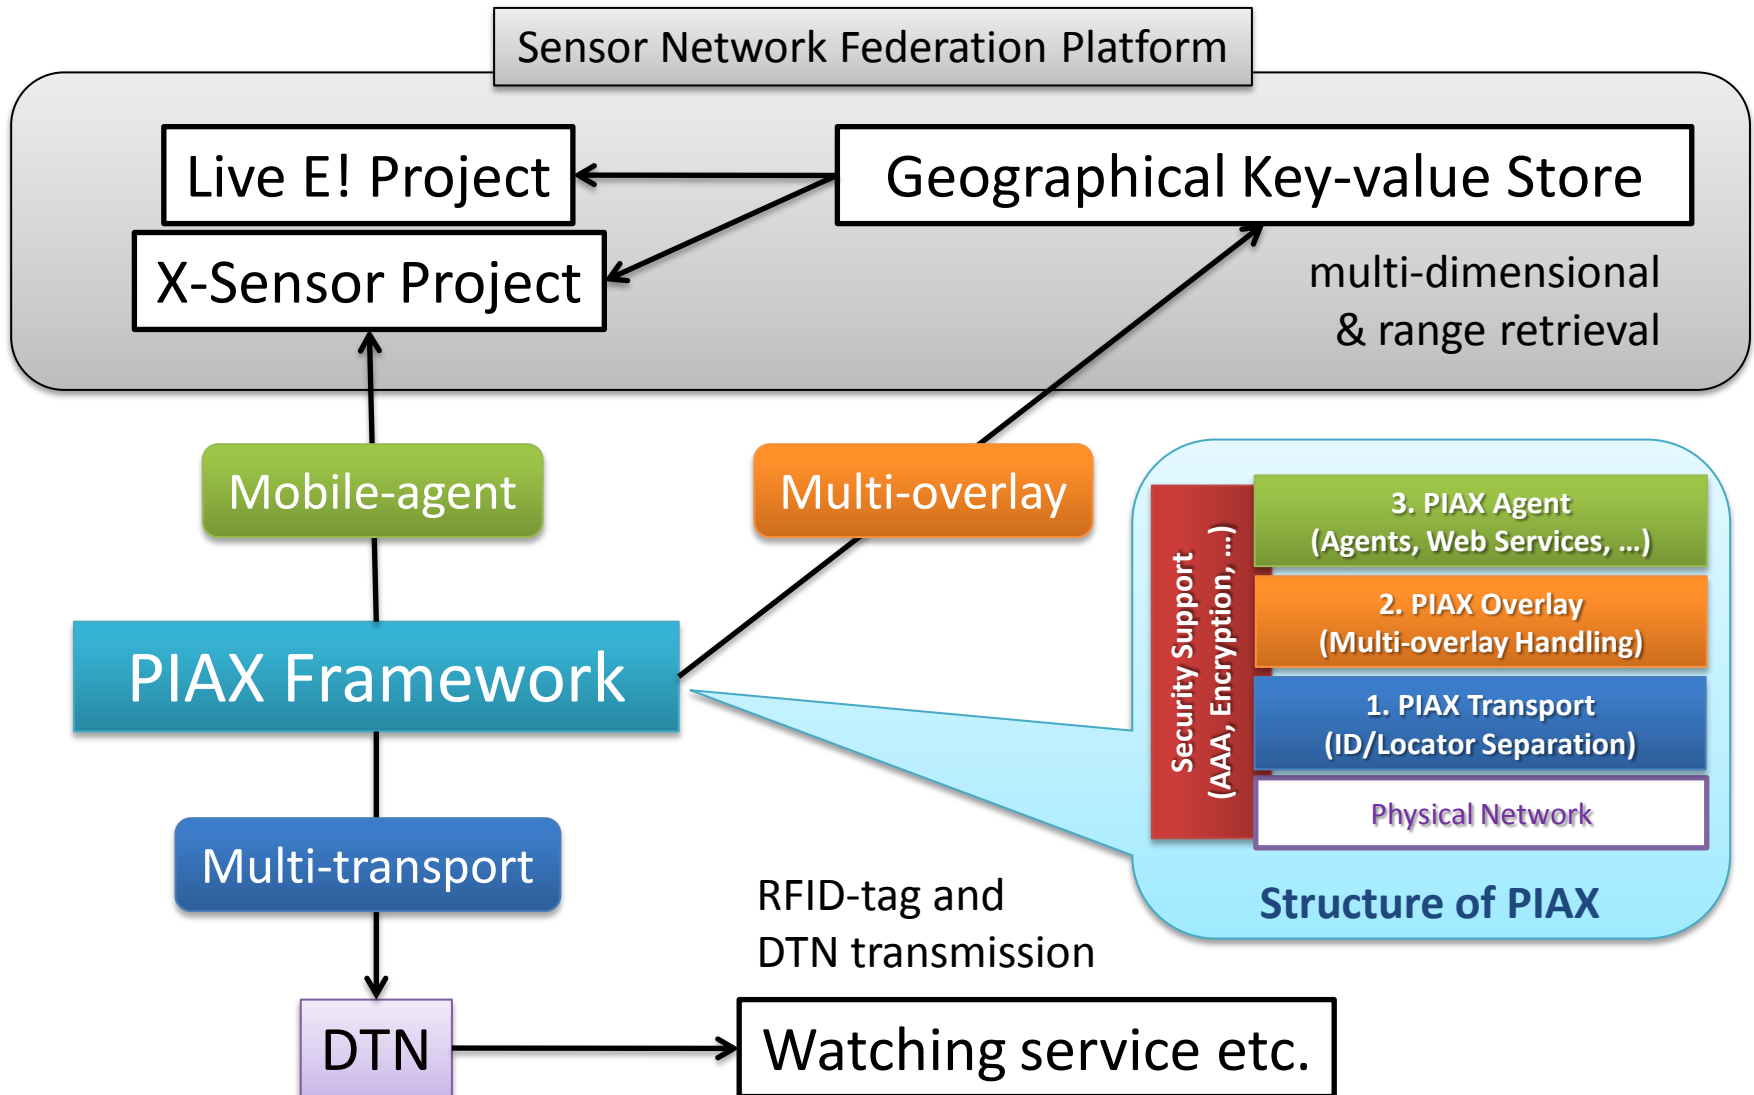 Sensor Network Federation Platform
Live E! Project
Geographical Key-value Store
X-Sensor Project
multi-dimensional
& range retrieval
Mobile-agent
Multi-overlay
PIAX Framework
Multi-transport
Security Support
(AAA, Encryption, ...)
3. PIAX Agent
(Agents, Web Services, ...)
2. PIAX Overlay
(Multi-overlay Handling)
1. PIAX Transport
(ID/Locator Separation)
Physical Network
Structure of PIAX
RFID-tag and
DTN transmission
DTN
Watching service etc.